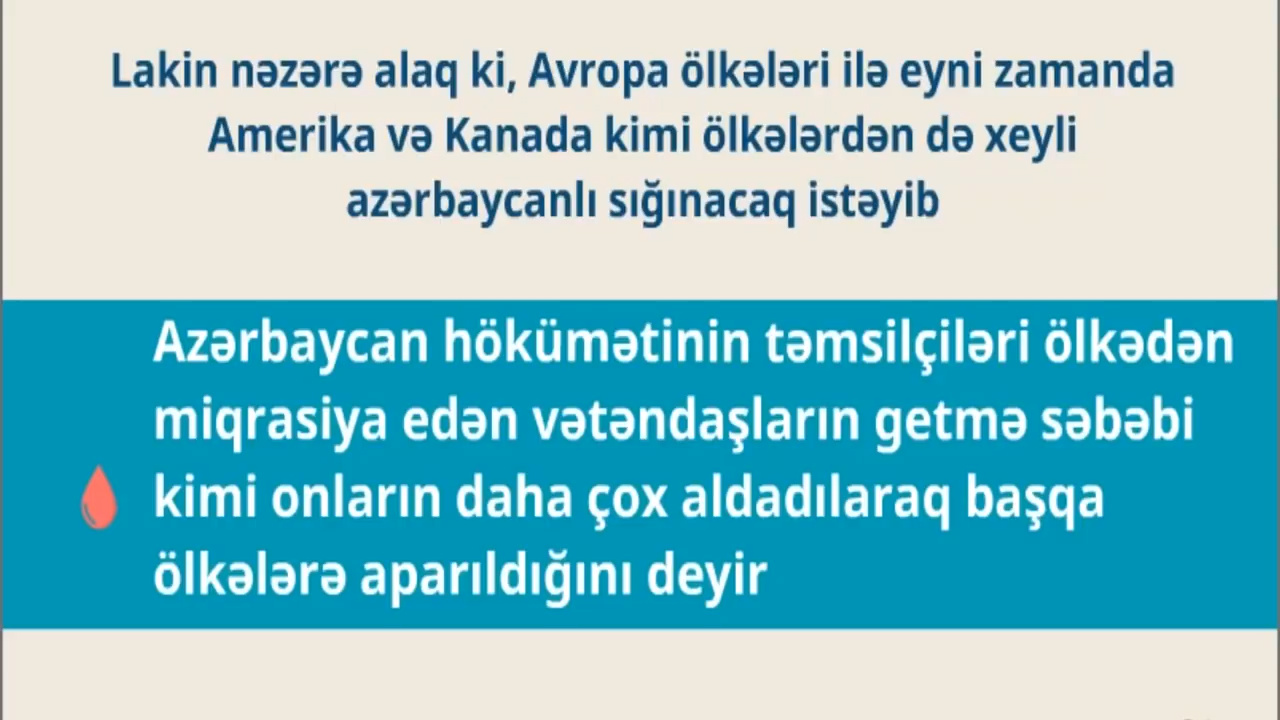 Lakin nəzərə alaq ki, Avropa ölkələri ilə eyni zamanda
Amerika və Kanada kimi ölkələrdən də xeyli
azərbaycanlı sığınacaq istəyib
Azərbaycan hökümətinin təmsilçiləri ölkədən
miqrasiya edən vətəndaşların getmə səbəbi
kimi onların daha çox aldadılaraq başqa
ölkələrə aparıldığını deyir